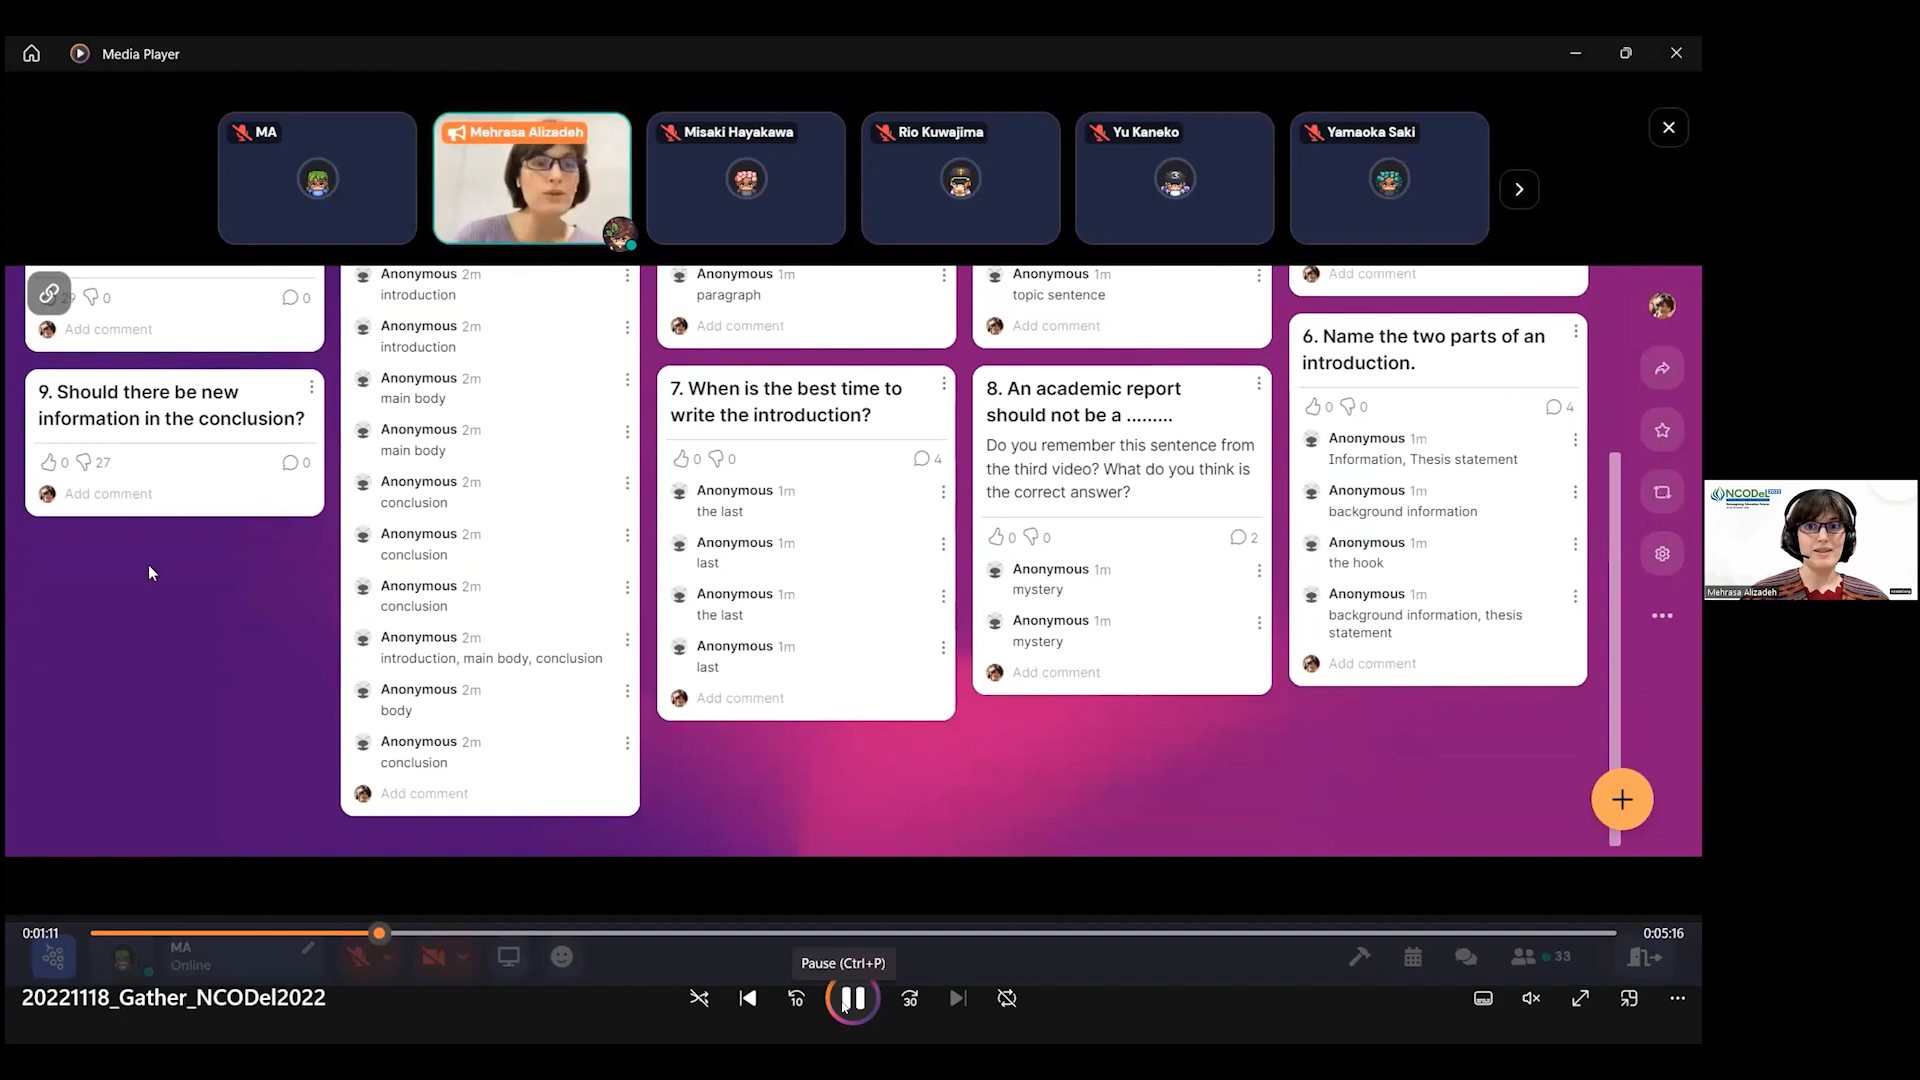 Media Player
MA
Mehrasa Alizadeh
Misaki Hayakawa
Rio Kuwajima
Yu Kaneko
Yamaoka Saki
29 0 0
Add comment
9. Should there be new
information in the conclusion?
0 27 0
Add comment
Anonymous 2m
introduction
Anonymous 2m
introduction
Anonymous 2m
main body
Anonymous 2m
main body
Anonymous 2m
conclusion
Anonymous 2m
conclusion
Anonymous 2m
conclusion
Anonymous 2m
introduction, main body, conclusion
Anonymous 2m
body
Anonymous 2m
conclusion
Add comment
Anonymous 1m
paragraph
Add comment
7. When is the best time to
write the introduction?
0 0 4
Anonymous 1m
the last
Anonymous 1m
last
Anonymous 1m
the last
Anonymous 1m
last
Add comment
Anonymous 1m
topic sentence
Add comment
8. An academic report
should not be a .........
Do you remember this sentence from
the third video? What do you think is
the correct answer?
0 0 2
Anonymous 1m
mystery
Anonymous 1m
mystery
Add comment
Add comment
6. Name the two parts of an
introduction.
0 0 4
Anonymous 1m
Information, Thesis statement
Anonymous 1m
background information
Anonymous 1m
the hook
Anonymous 1m
background information, thesis
statement
Add comment
NCODeL 2022
Mehrasa Alizadeh
0:01:11
0:05:16
MA
Online
33
Pause (Ctrl+P)
20221118_Gather_NCODel2022
10
30